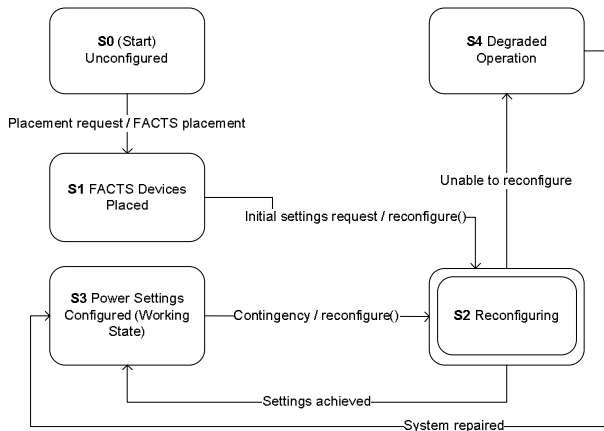 S0 (Start)
Unconfigured
S4 Degraded
Operation
Placement request / FACTS placement
S1 FACTS Devices
Placed
Unable to reconfigure
Initial settings request / reconfigure()
S3 Power Settings
Configured (Working
State)
Contingency / reconfigure()
S2 Reconfiguring
Settings achieved
System repaired